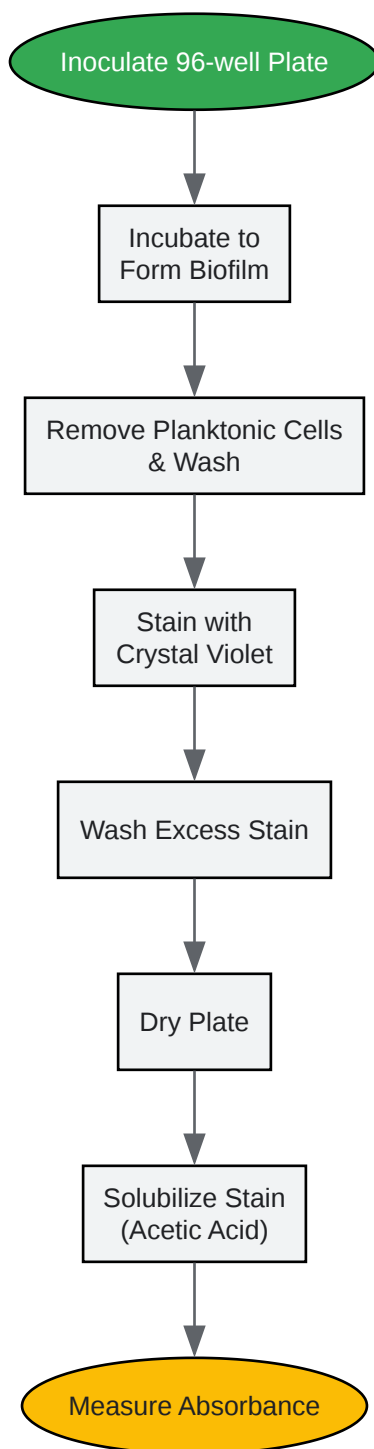 Inoculate 96-well Plate
Incubate to
Form Biofilm
Remove Planktonic Cells
& Wash
Stain with
Crystal Violet
Wash Excess Stain
Dry Plate
Solubilize Stain
(Acetic Acid)
Measure Absorbance